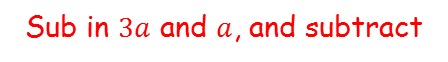 Sub in 3𝑎 and 𝑎, and subtract